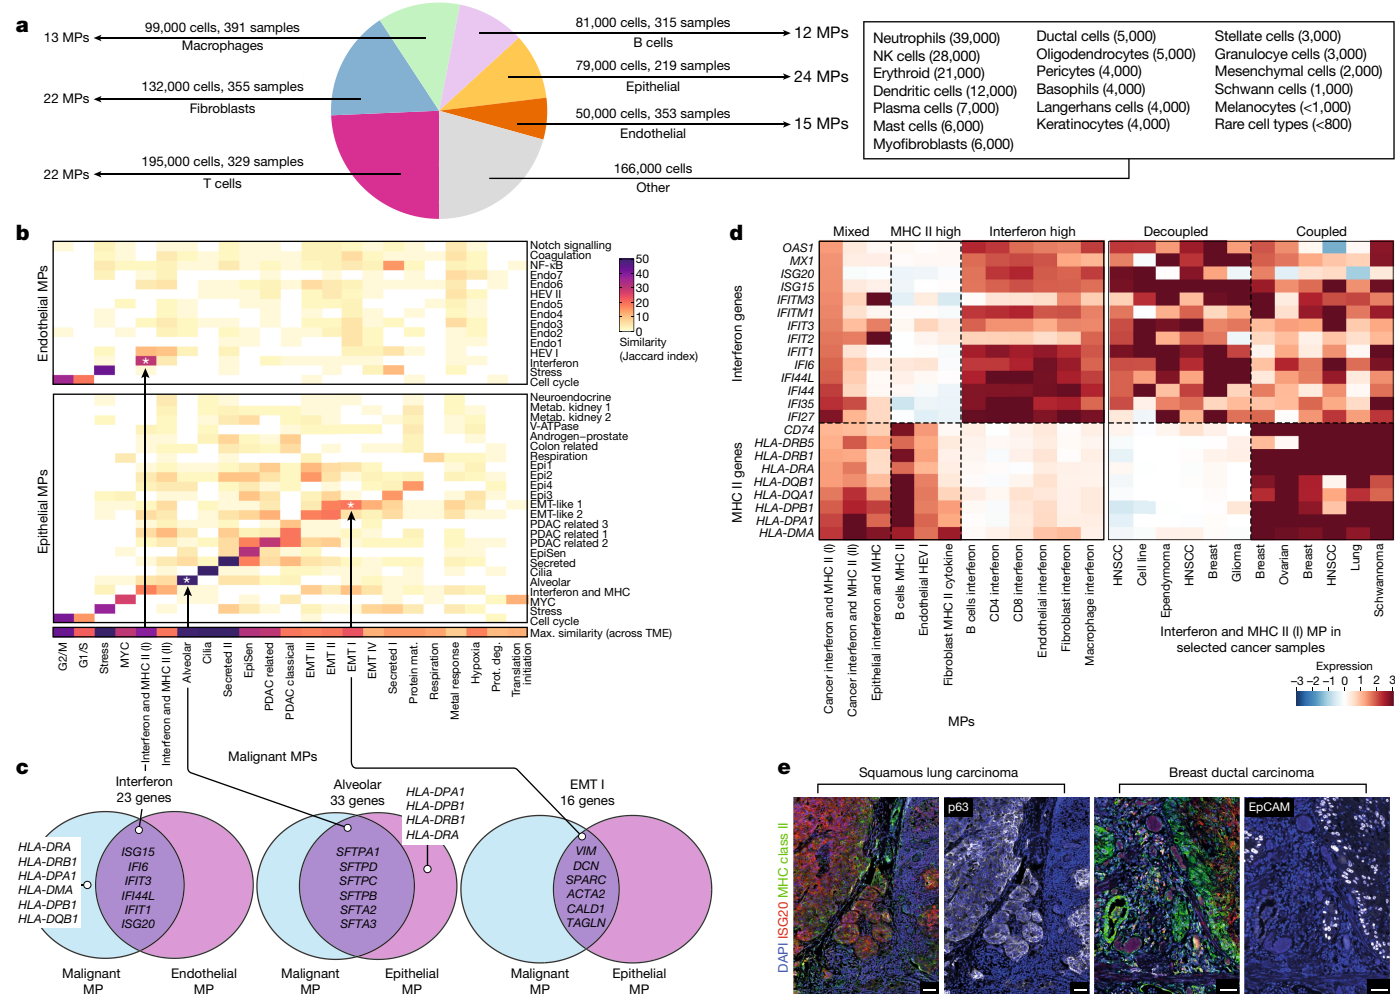 a
99,000 cells, 391 samples
13 MPs
Macrophages
132,000 cells, 355 samples
22 MPs
Fibroblasts
195,000 cells, 329 samples
22 MPs
T cells
81,000 cells, 315 samples
12 MPs
B cells
79,000 cells, 219 samples
24 MPs
Epithelial
50,000 cells, 353 samples
15 MPs
Endothelial
166,000 cells
Other
Neutrophils (39,000)
NK cells (28,000)
Erythroid (21,000)
Dendritic cells (12,000)
Plasma cells (7,000)
Mast cells (6,000)
Myofibroblasts (6,000)
Ductal cells (5,000)
Oligodendrocytes (5,000)
Pericytes (4,000)
Basophils (4,000)
Langerhans cells (4,000)
Keratinocytes (4,000)
Stellate cells (3,000)
Granulocye cells (3,000)
Mesenchymal cells (2,000)
Schwann cells (1,000)
Melanocytes (<1,000)
Rare cell types (<800)
b
Endothelial MPs
Notch signalling
Coagulation
NF-κB
Endo7
Endo6
HEV II
Endo5
Endo4
Endo3
Endo2
Endo1
HEV I
Interferon
Stress
Cell cycle
*
50
40
30
20
10
0
Similarity
(Jaccard index)
Epithelial MPs
Neuroendocrine
Metab. kidney 1
Metab. kidney 2
V-ATPase
Androgen–prostate
Colon related
Respiration
Epi1
Epi2
Epi4
Epi3
EMT-like 1
EMT-like 2
PDAC related 3
PDAC related 1
PDAC related 2
EpiSen
Secreted
Cilia
Alveolar
Interferon and MHC
MYC
Stress
Cell cycle
*
*
Max. similarity (across TME)
G2/M
G1/S
Stress
MYC
Interferon and MHC II (I)
Interferon and MHC II (II)
Alveolar
Cilia
Secreted II
EpiSen
PDAC related
PDAC classical
EMT III
EMT II
EMT I
EMT IV
Secreted I
Protein mat.
Respiration
Metal response
Hypoxia
Prot. deg.
Translation
initiation
Malignant MPs
c
Interferon
23 genes
HLA-DRA
HLA-DRB1
HLA-DPA1
HLA-DMA
HLA-DPB1
HLA-DQB1
ISG15
IFI6
IFIT3
IFI44L
IFIT1
ISG20
Malignant
MP
Endothelial
MP
Alveolar
33 genes
HLA-DPA1
HLA-DPB1
HLA-DRB1
HLA-DRA
SFTPA1
SFTPD
SFTPC
SFTPB
SFTA2
SFTA3
Malignant
MP
Epithelial
MP
EMT I
16 genes
VIM
DCN
SPARC
ACTA2
CALD1
TAGLN
Malignant
MP
Epithelial
MP
d
Mixed
MHC II high
Interferon high
Decoupled
Coupled
Interferon genes
OAS1
MX1
ISG20
ISG15
IFITM3
IFITM1
IFIT3
IFIT2
IFIT1
IFI6
IFI44L
IFI44
IFI35
IFI27
MHC II genes
CD74
HLA-DRB5
HLA-DRB1
HLA-DRA
HLA-DQB1
HLA-DQA1
HLA-DPB1
HLA-DPA1
HLA-DMA
Cancer interferon and MHC II (I)
Cancer interferon and MHC II (II)
Epithelial interferon and MHC
B cells MHC II
Endothelial HEV I
Fibroblast MHC II cytokine
B cells interferon
CD4 interferon
CD8 interferon
Endothelial interferon
Fibroblast interferon
Macrophage interferon
MPs
HNSCC
Cell line
Ependymoma
HNSCC
Breast
Glioma
Breast
Ovarian
Breast
HNSCC
Lung
Schwannoma
Interferon and MHC II (I) MP in
selected cancer samples
Expression
−3 −2 −1 0 1 2 3
e
Squamous lung carcinoma
Breast ductal carcinoma
DAPI ISG20 MHC class II
p63
EpCAM